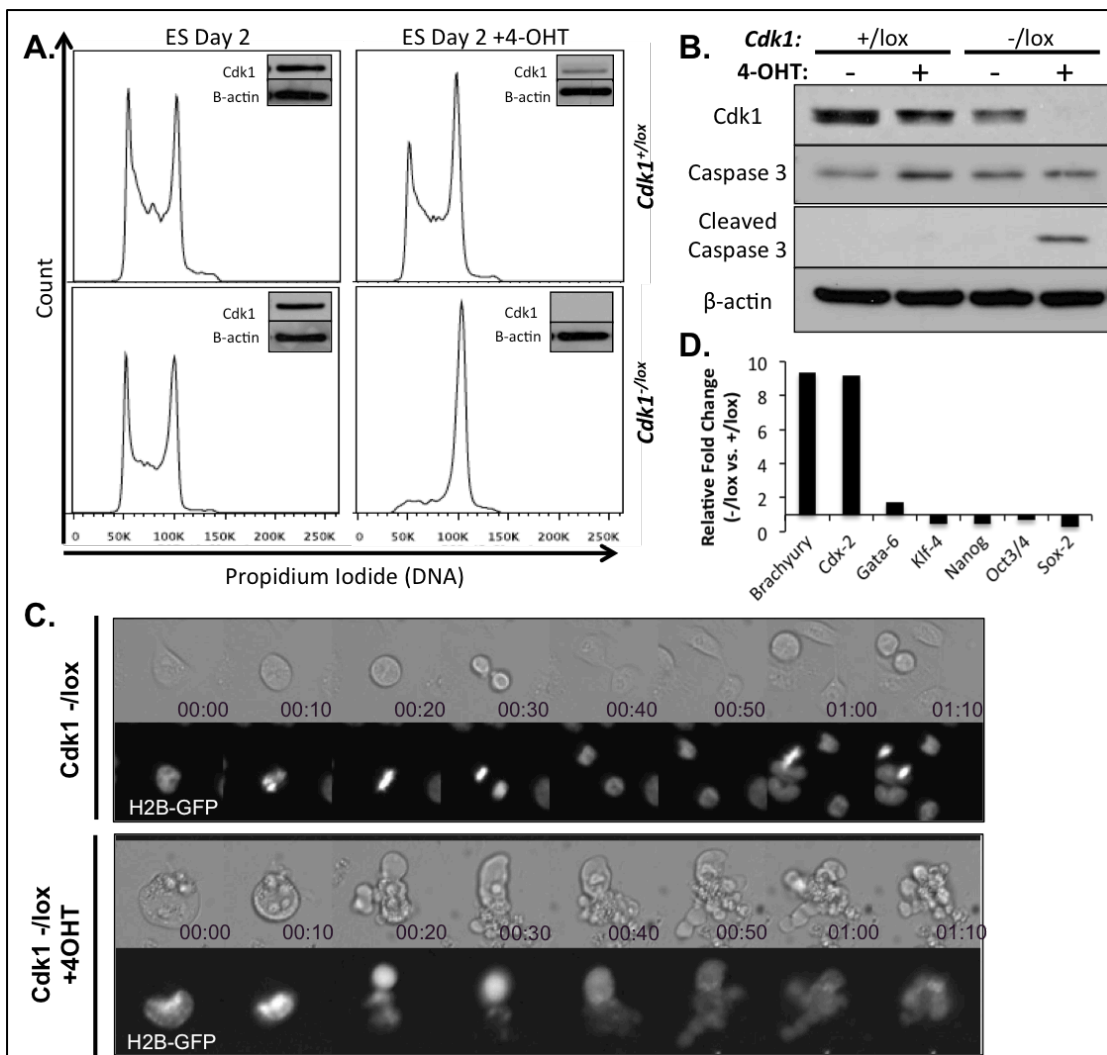 A.
ES Day 2
ES Day 2 +4-OHT
Cdk1
B-actin
Cdk1
B-actin
Cdk1+/lox
Cdk1
B-actin
Cdk1
B-actin
Cdk1-/lox
Count
0 50K 100K 150K 200K 250K
0 50K 100K 150K 200K 250K
Propidium Iodide (DNA)
B.
Cdk1: +/lox -/lox
4-OHT: - + - +
Cdk1
Caspase 3
Cleaved
Caspase 3
β-actin
D.
Relative Fold Change
(-/lox vs. +/lox)
10
8
6
4
2
0
Brachyury
Cdx-2
Gata-6
Klf-4
Nanog
Oct3/4
Sox-2
C.
Cdk1 -/lox
00:00 00:10 00:20 00:30 00:40 00:50 01:00 01:10
H2B-GFP
Cdk1 -/lox
+4OHT
00:00 00:10 00:20 00:30 00:40 00:50 01:00 01:10
H2B-GFP